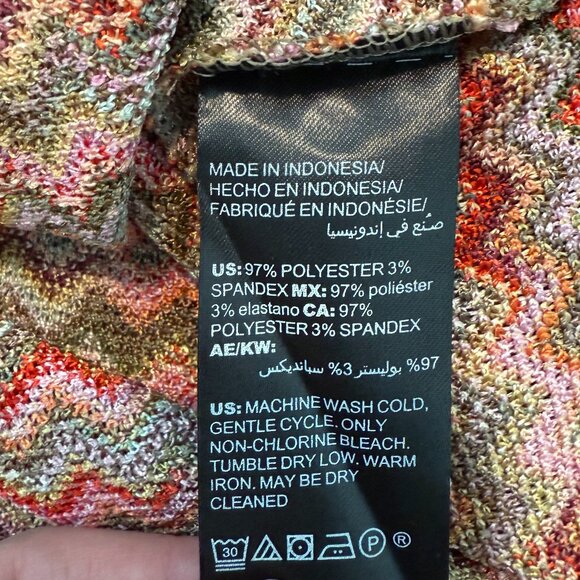 MADE IN INDONESIA/
HECHO EN INDONESIA/
FABRIQUÉ EN INDONÉSIE/
صُنع في إندونيسيا
US: 97% POLYESTER 3%
SPANDEX MX: 97% poliéster
3% elastano CA: 97%
POLYESTER 3% SPANDEX
AE/KW:
97% بوليستر 3% سبانديكس
US: MACHINE WASH COLD,
GENTLE CYCLE. ONLY
NON-CHLORINE BLEACH.
TUMBLE DRY LOW. WARM
IRON. MAY BE DRY
CLEANED
30 P